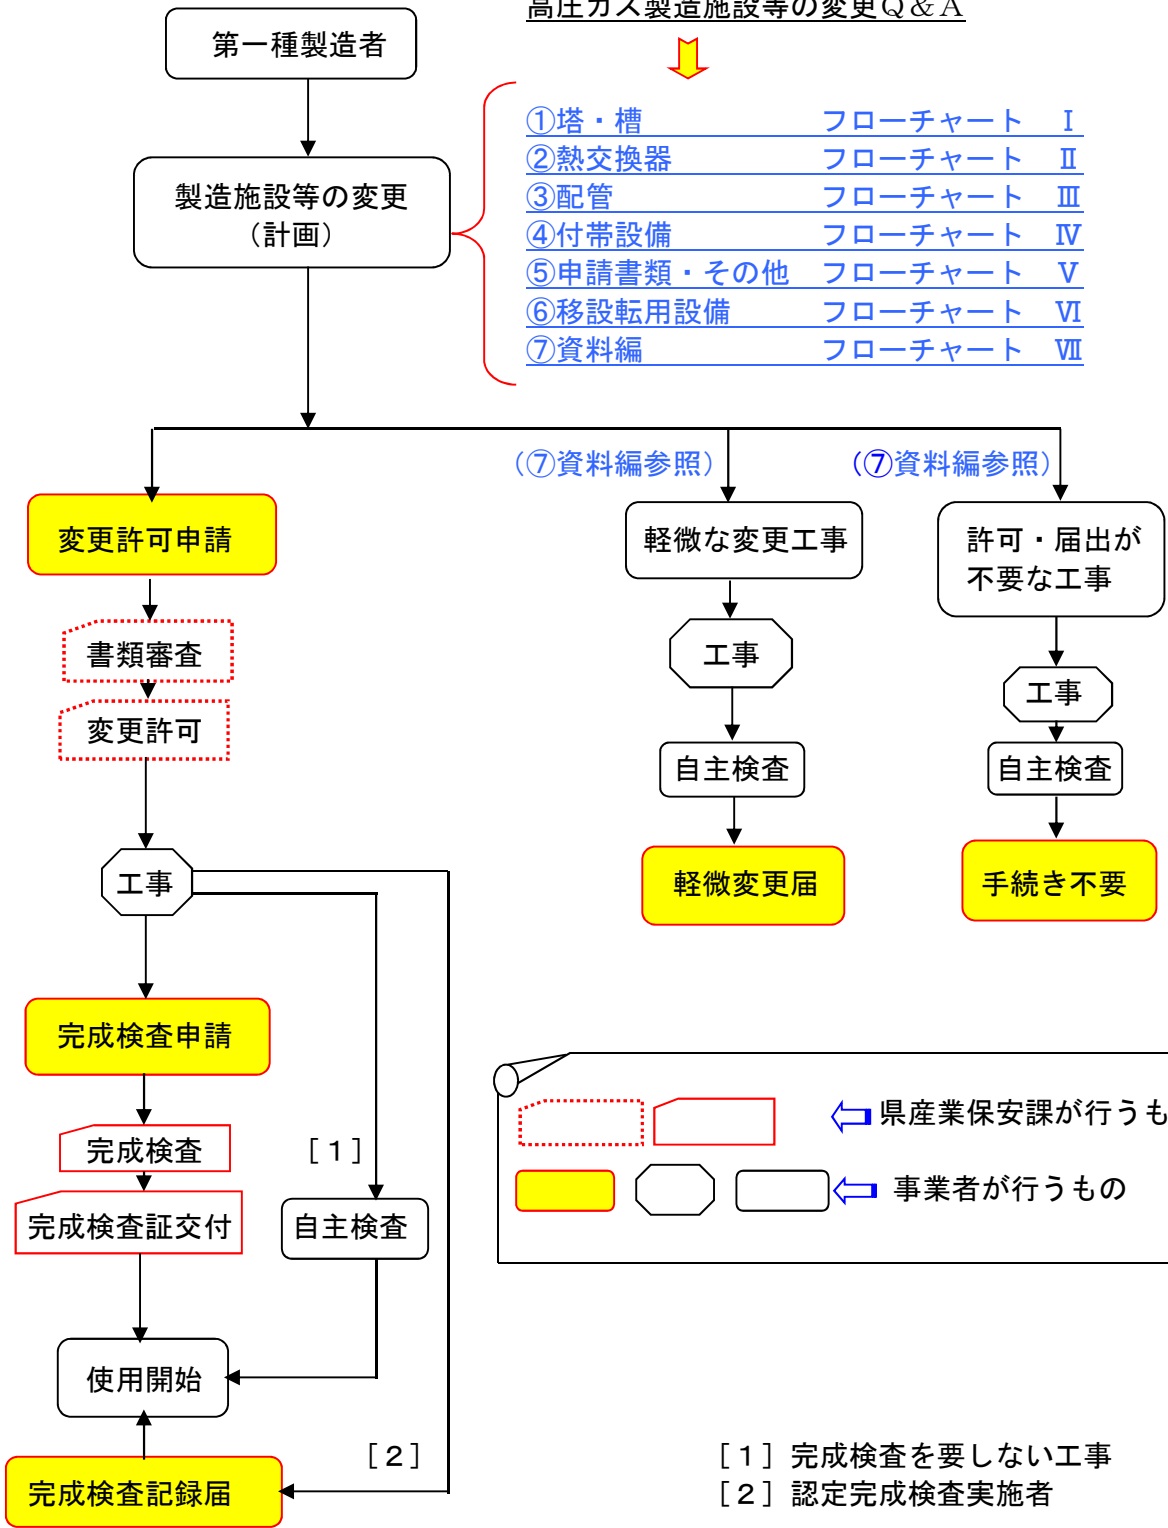 高圧ガス製造施設等の変更Q＆A
第一種製造者
製造施設等の変更
（計画）
①塔・槽　フローチャート　Ⅰ
②熱交換器　フローチャート　Ⅱ
③配管　フローチャート　Ⅲ
④付帯設備　フローチャート　Ⅳ
⑤申請書類・その他　フローチャート　Ⅴ
⑥移設転用設備　フローチャート　Ⅵ
⑦資料編　フローチャート　Ⅶ
（⑦資料編参照）
（⑦資料編参照）
変更許可申請
書類審査
変更許可
工事
完成検査申請
完成検査
完成検査証交付
使用開始
完成検査記録届
［１］
自主検査
［２］
軽微な変更工事
工事
自主検査
軽微変更届
許可・届出が
不要な工事
工事
自主検査
手続き不要
県産業保安課が行うも
事業者が行うもの
［１］完成検査を要しない工事
［２］認定完成検査実施者